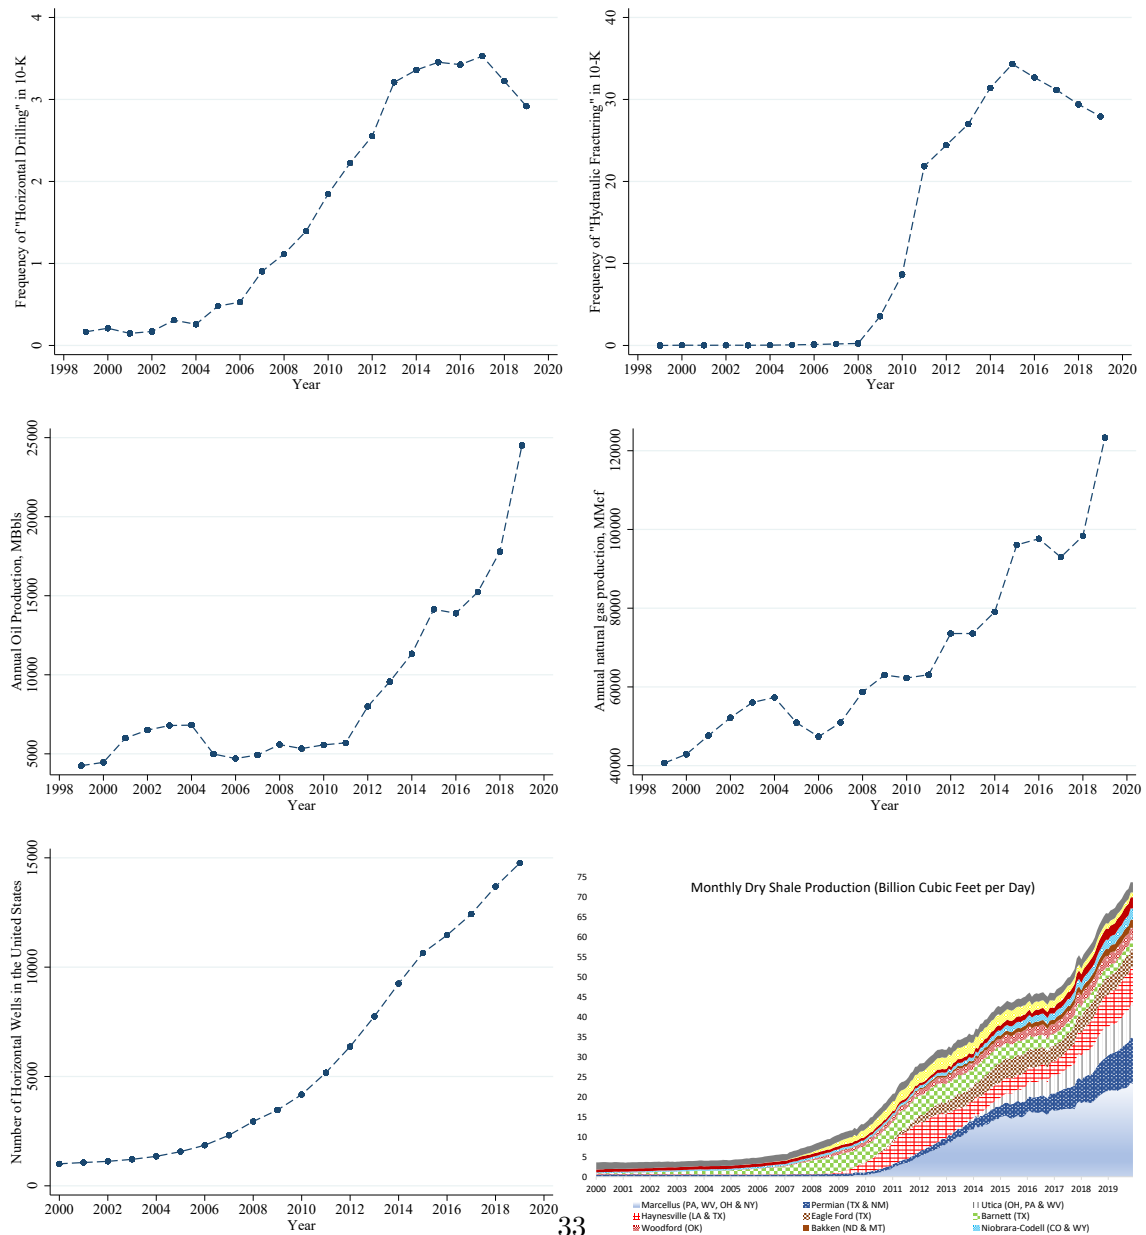 Frequency of "Horizontal Drilling" in 10-K
4
3
2
1
0
1998 2000 2002 2004 2006 2008 2010 2012 2014 2016 2018 2020
Year
Frequency of "Hydraulic Fracturing" in 10-K
40
30
20
10
0
1998 2000 2002 2004 2006 2008 2010 2012 2014 2016 2018 2020
Year
Annual Oil Production, MBbls
25000
20000
15000
10000
5000
1998 2000 2002 2004 2006 2008 2010 2012 2014 2016 2018 2020
Year
Annual natural gas production, MMcf
120000
100000
80000
60000
40000
1998 2000 2002 2004 2006 2008 2010 2012 2014 2016 2018 2020
Year
Number of Horizontal Wells in the United States
15000
10000
5000
0
2000 2002 2004 2006 2008 2010 2012 2014 2016 2018 2020
Year
Monthly Dry Shale Production (Billion Cubic Feet per Day)
75
70
65
60
55
50
45
40
35
30
25
20
15
10
5
0
2000 2001 2002 2003 2004 2005 2006 2007 2008 2009 2010 2011 2012 2013 2014 2015 2016 2017 2018 2019
Marcellus (PA, WV, OH & NY) Permian (TX & NM) Utica (OH, PA & WV)
Haynesville (LA & TX) Eagle Ford (TX) Barnett (TX)
Woodford (OK) Bakken (ND & MT) Niobrara-Codell (CO & WY)
33